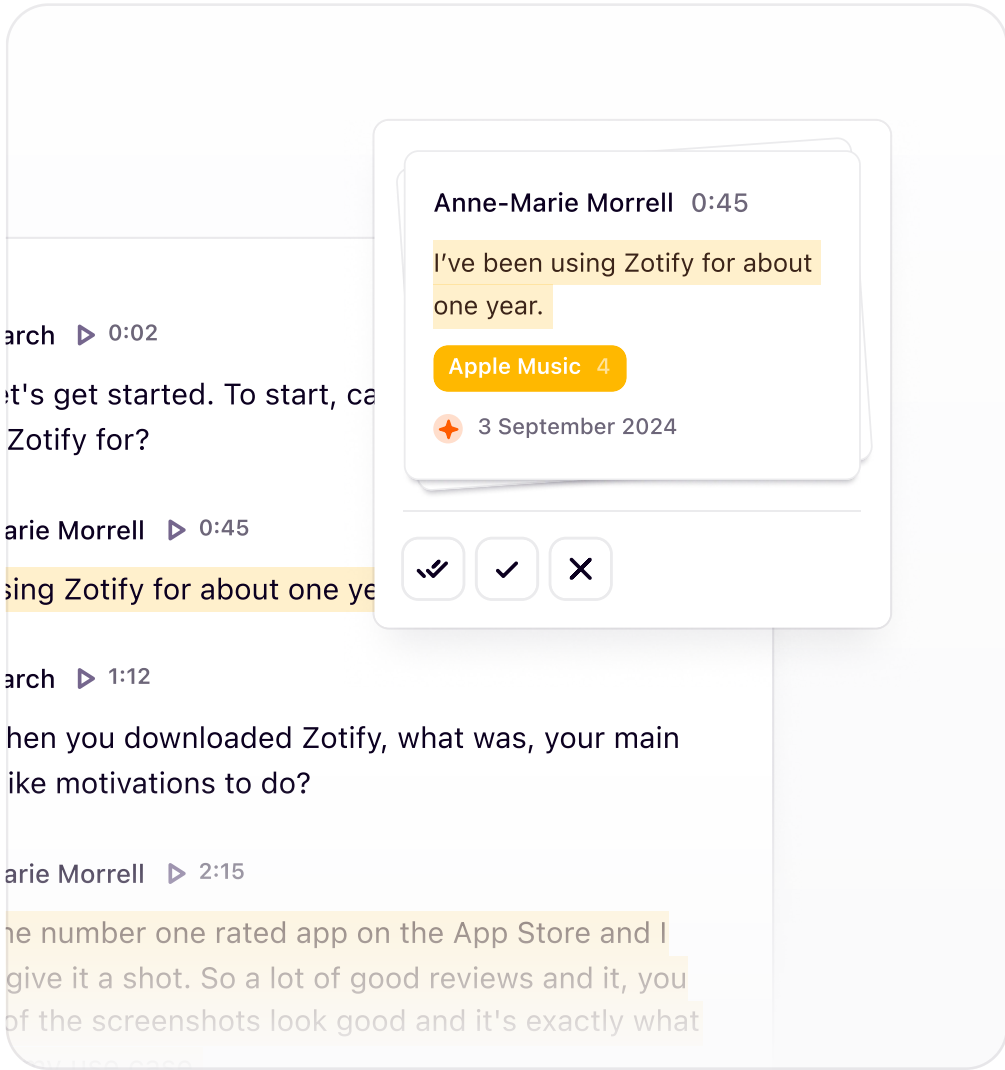 Anne-Marie Morrell 0:45
I’ve been using Zotify for about
one year.
Apple Music 4
3 September 2024
arch 0:02
et's get started. To start, ca
Zotify for?
arie Morrell 0:45
sing Zotify for about one ye
arch 1:12
hen you downloaded Zotify, what was, your main
ike motivations to do?
arie Morrell 2:15
ne number one rated app on the App Store and I
give it a shot. So a lot of good reviews and it, you
of the screenshots look good and it's exactly what
my use case.